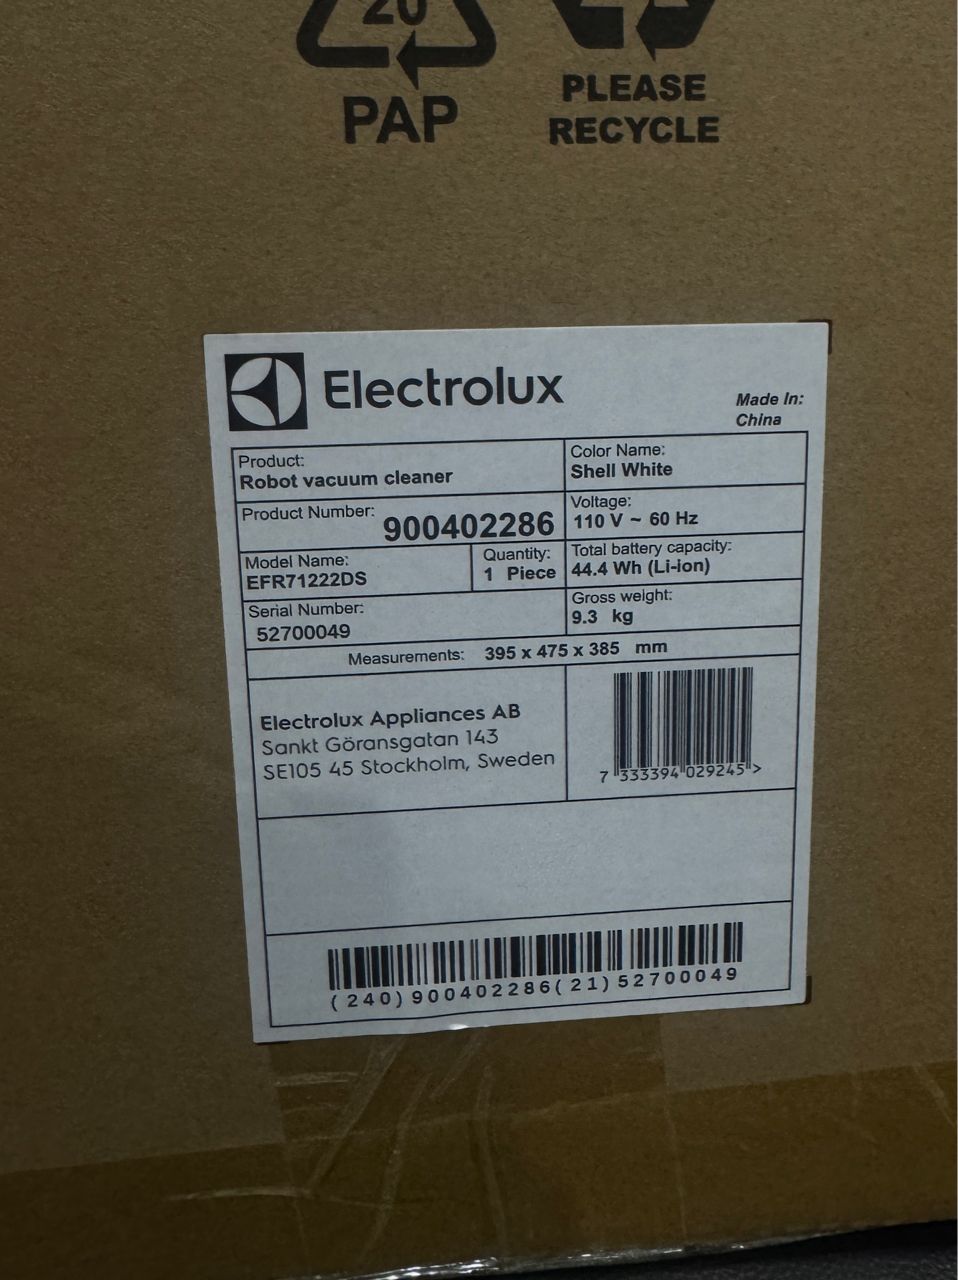 20
PAP
PLEASE
RECYCLE
Electrolux
Made In:
China
Product:
Robot vacuum cleaner
Color Name:
Shell White
Product Number:
900402286
Voltage:
110 V ~ 60 Hz
Model Name:
EFR71222DS
Quantity:
1 Piece
Total battery capacity:
44.4 Wh (Li-ion)
Serial Number:
52700049
Gross weight:
9.3 kg
Measurements: 395 x 475 x 385 mm
Electrolux Appliances AB
Sankt Göransgatan 143
SE105 45 Stockholm, Sweden
7 333394 029245 >
(240)900402286(21)52700049